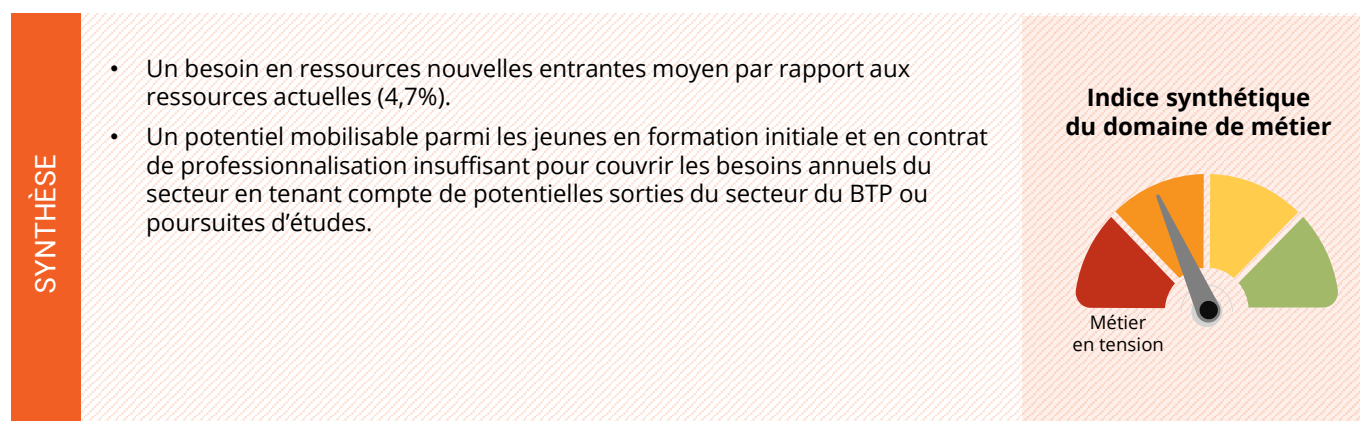 SYNTHÈSE
• Un besoin en ressources nouvelles entrantes moyen par rapport aux
ressources actuelles (4,7%).
• Un potentiel mobilisable parmi les jeunes en formation initiale et en contrat
de professionnalisation insuffisant pour couvrir les besoins annuels du
secteur en tenant compte de potentielles sorties du secteur du BTP ou
poursuites d’études.
Indice synthétique
du domaine de métier
Métier
en tension